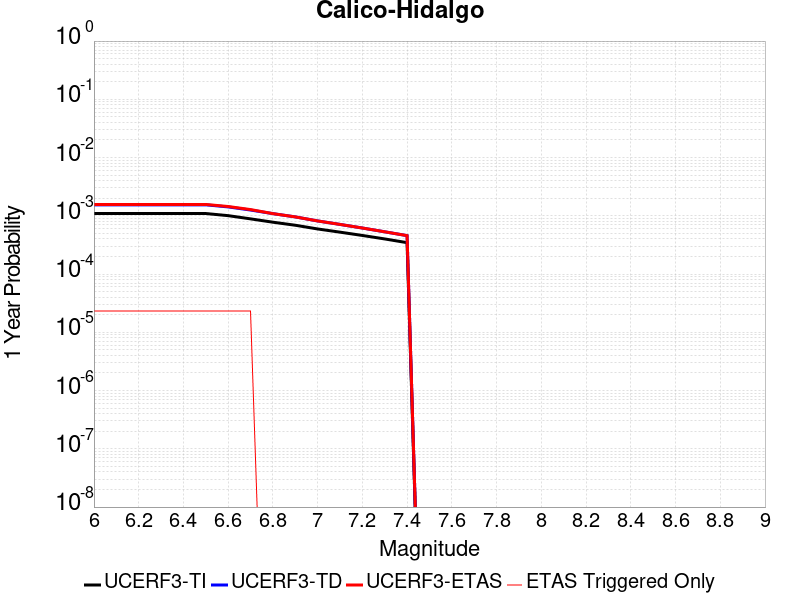 Calico-Hidalgo
10^0
10^-1
10^-2
10^-3
10^-4
10^-5
10^-6
10^-7
10^-8
1 Year Probability
6 6.2 6.4 6.6 6.8 7 7.2 7.4 7.6 7.8 8 8.2 8.4 8.6 8.8 9
Magnitude
UCERF3-TI UCERF3-TD UCERF3-ETAS ETAS Triggered Only